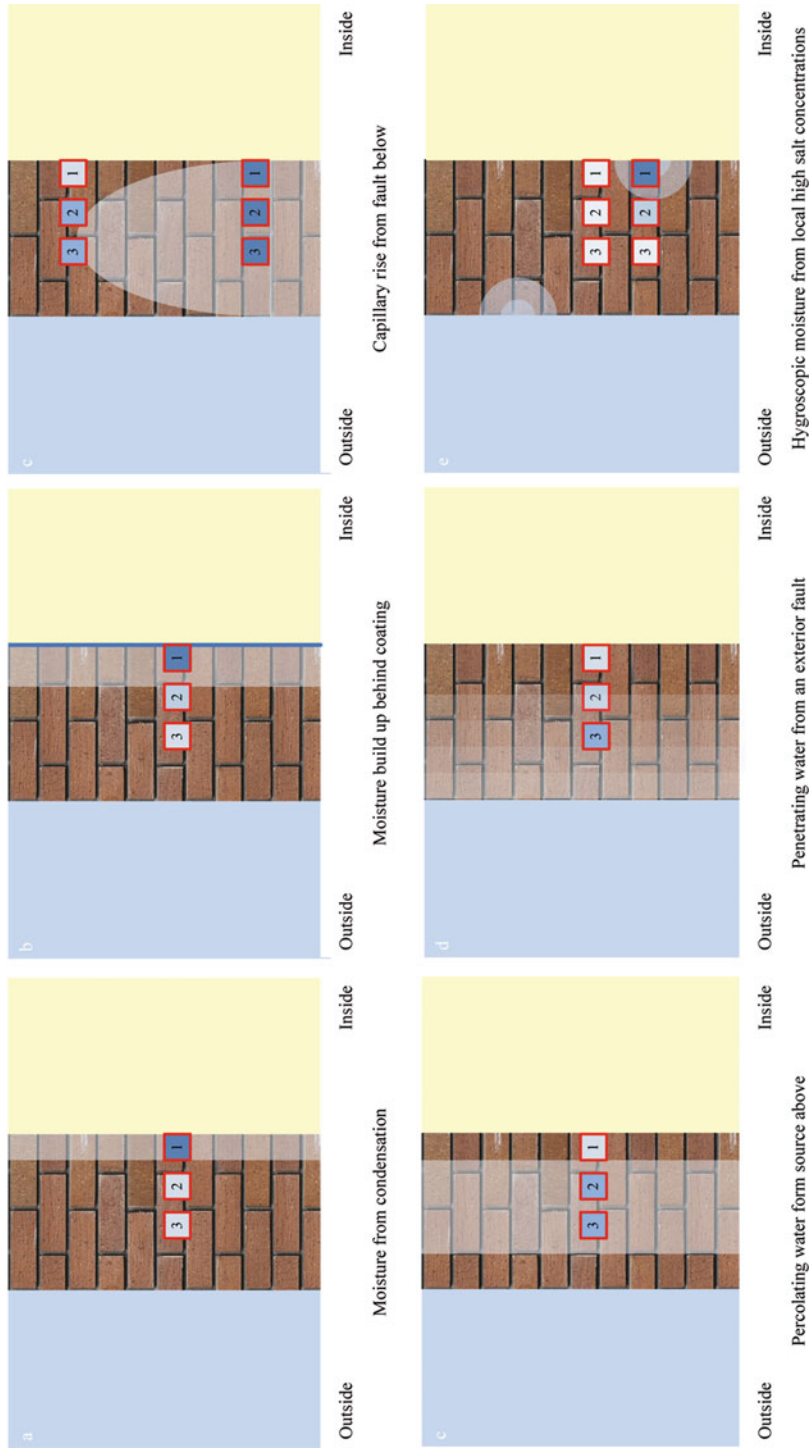 a
3 2 1
Outside Inside
Moisture from condensation
b
3 2 1
Outside Inside
Moisture build up behind coating
c
3 2 1
3 2 1
Outside Inside
Capillary rise from fault below
c
3 2 1
Outside Inside
Percolating water form source above
d
3 2 1
Outside Inside
Penetrating water from an exterior fault
e
3 2 1
3 2 1
Outside Inside
Hygroscopic moisture from local high salt concentrations